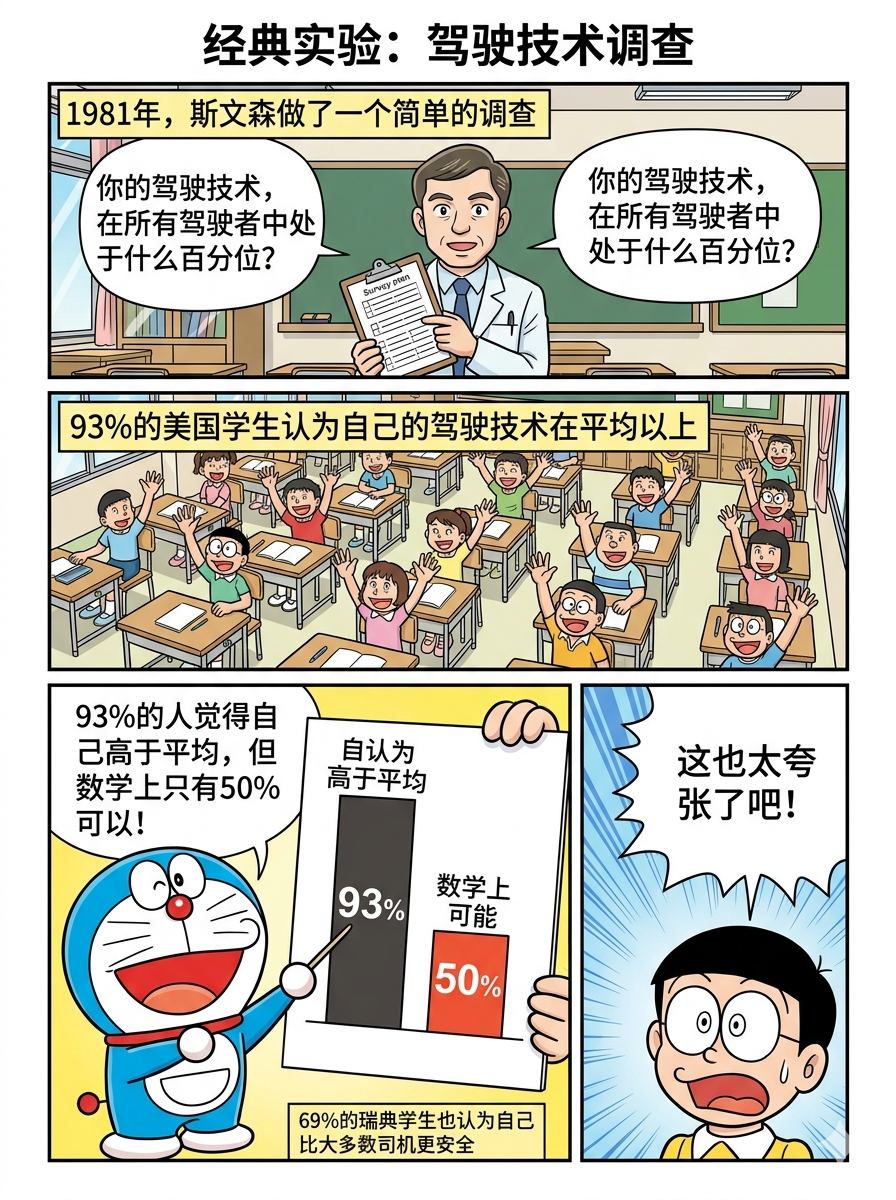 经典实验：驾驶技术调查
1981年，斯文森做了一个简单的调查
你的驾驶技术，
在所有驾驶者中处
于什么百分位？
你的驾驶技术，
在所有驾驶者中
处于什么百分位？
93%的美国学生认为自己的驾驶技术在平均以上
93%的人觉得自
己高于平均，但
数学上只有50%
可以！
自认为
高于平均
93%
数学上
可能
50%
69%的瑞典学生也认为自己
比大多数司机更安全
这也太夸
张了吧！